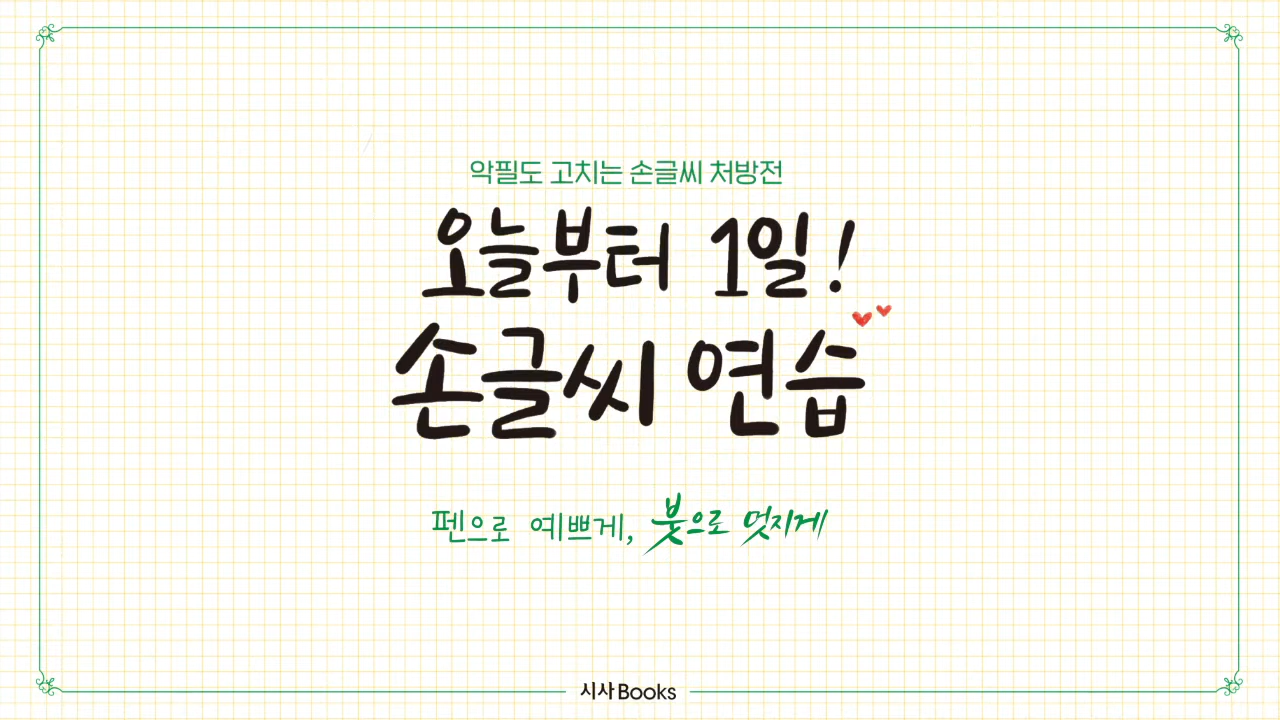 악필도 고치는 손글씨 처방전
오늘부터 1일!
손글씨 연습
펜으로 예쁘게, 붓으로 멋지게
시사Books